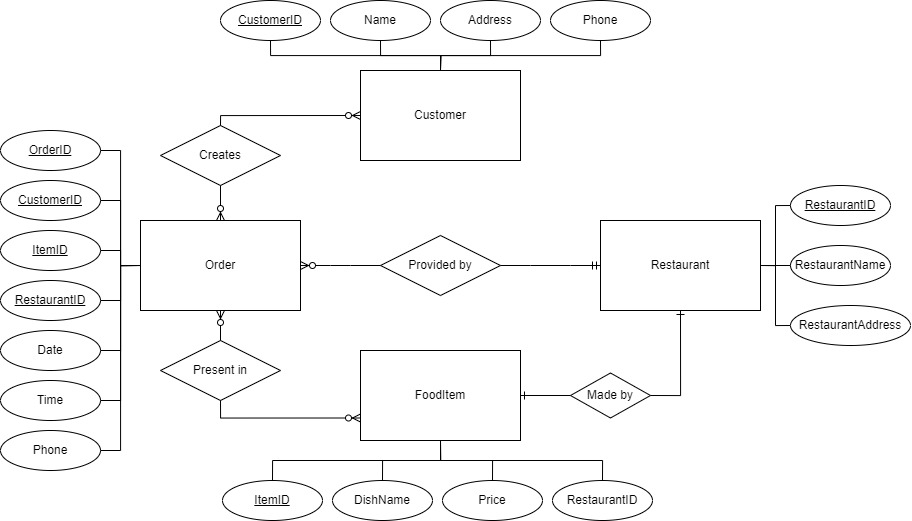 CustomerID
Name
Address
Phone
Customer
Creates
OrderID
CustomerID
ItemID
RestaurantID
Date
Time
Phone
Order
Provided by
Restaurant
RestaurantID
RestaurantName
RestaurantAddress
Present in
FoodItem
Made by
ItemID
DishName
Price
RestaurantID